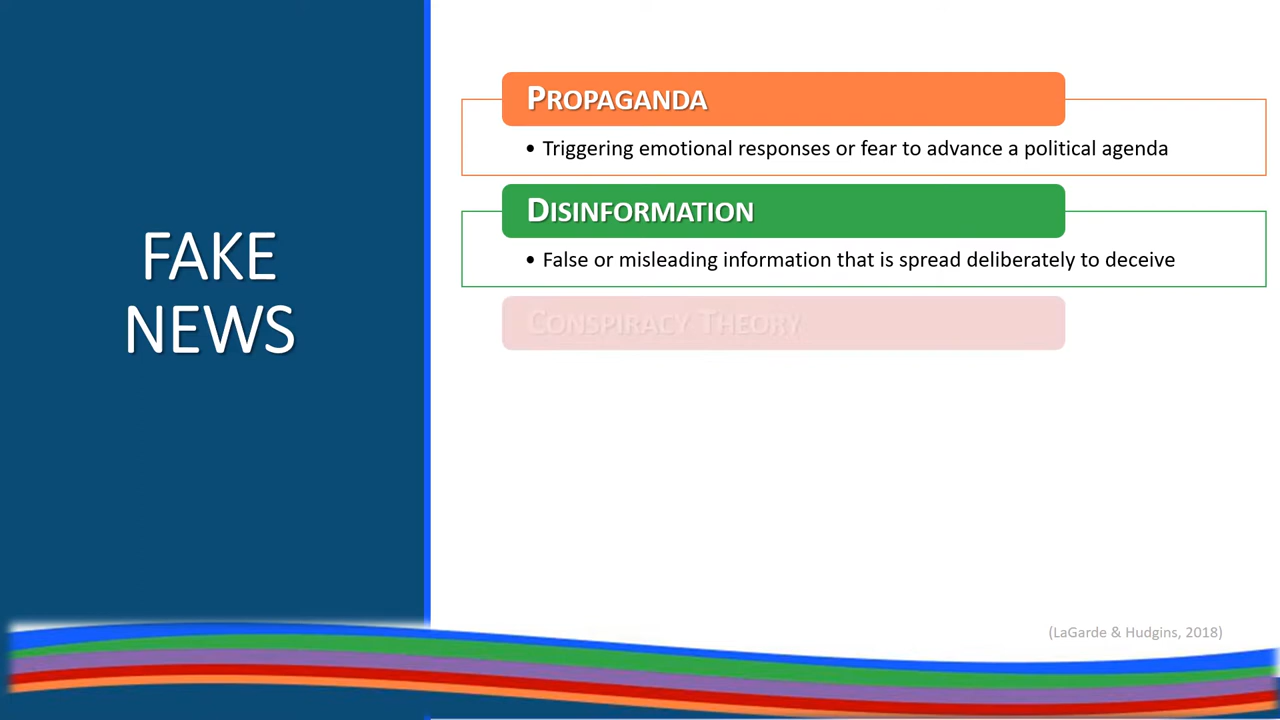 FAKE
NEWS
PROPAGANDA
• Triggering emotional responses or fear to advance a political agenda
DISINFORMATION
• False or misleading information that is spread deliberately to deceive
CONSPIRACY THEORY
(LaGarde & Hudgins, 2018)